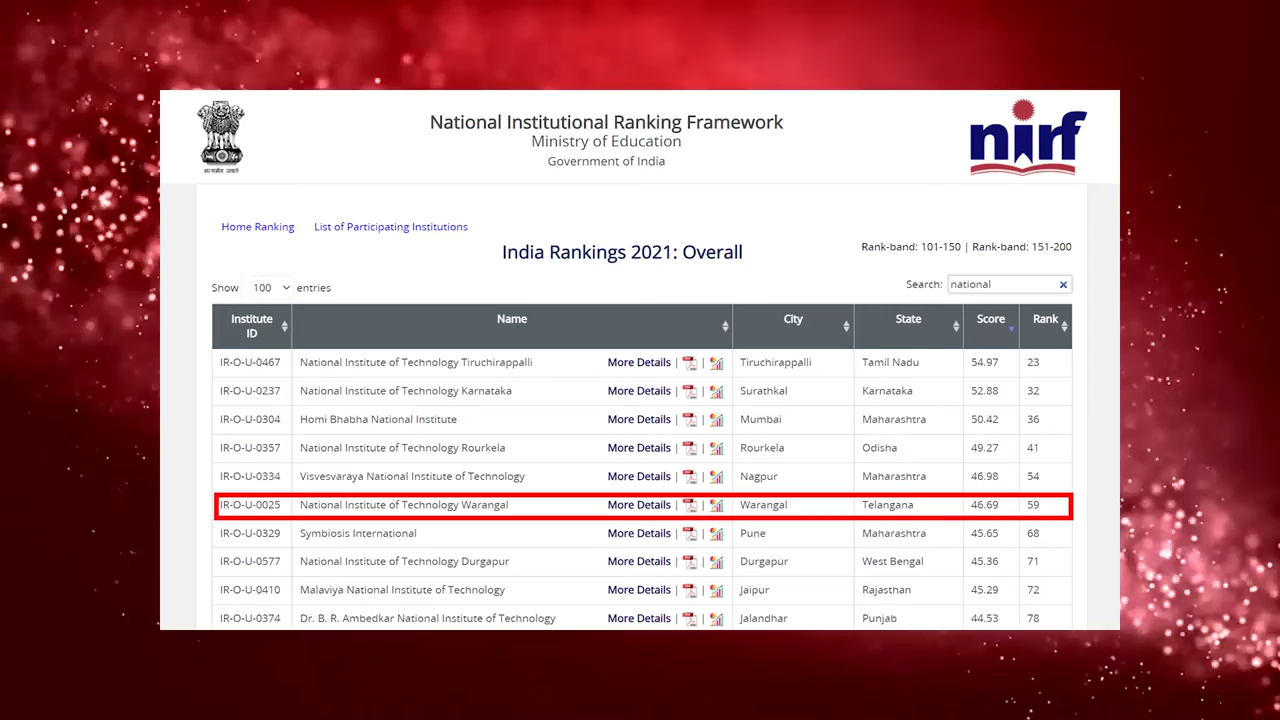 सत्यमेव जयते
National Institutional Ranking Framework
Ministry of Education
Government of India
nirf
Home Ranking List of Participating Institutions
India Rankings 2021: Overall
Rank-band: 101-150 | Rank-band: 151-200
Show 100 entries
Search: national
Institute ID Name City State Score Rank
IR-O-U-0467 National Institute of Technology Tiruchirappalli More Details | | Tiruchirappalli Tamil Nadu 54.97 23
IR-O-U-0237 National Institute of Technology Karnataka More Details | | Surathkal Karnataka 52.88 32
IR-O-U-0304 Homi Bhabha National Institute More Details | | Mumbai Maharashtra 50.42 36
IR-O-U-0357 National Institute of Technology Rourkela More Details | | Rourkela Odisha 49.27 41
IR-O-U-0334 Visvesvaraya National Institute of Technology More Details | | Nagpur Maharashtra 46.98 54
IR-O-U-0025 National Institute of Technology Warangal More Details | | Warangal Telangana 46.69 59
IR-O-U-0329 Symbiosis International More Details | | Pune Maharashtra 45.65 68
IR-O-U-0577 National Institute of Technology Durgapur More Details | | Durgapur West Bengal 45.36 71
IR-O-U-0410 Malaviya National Institute of Technology More Details | | Jaipur Rajasthan 45.29 72
IR-O-U-0374 Dr. B. R. Ambedkar National Institute of Technology More Details | | Jalandhar Punjab 44.53 78